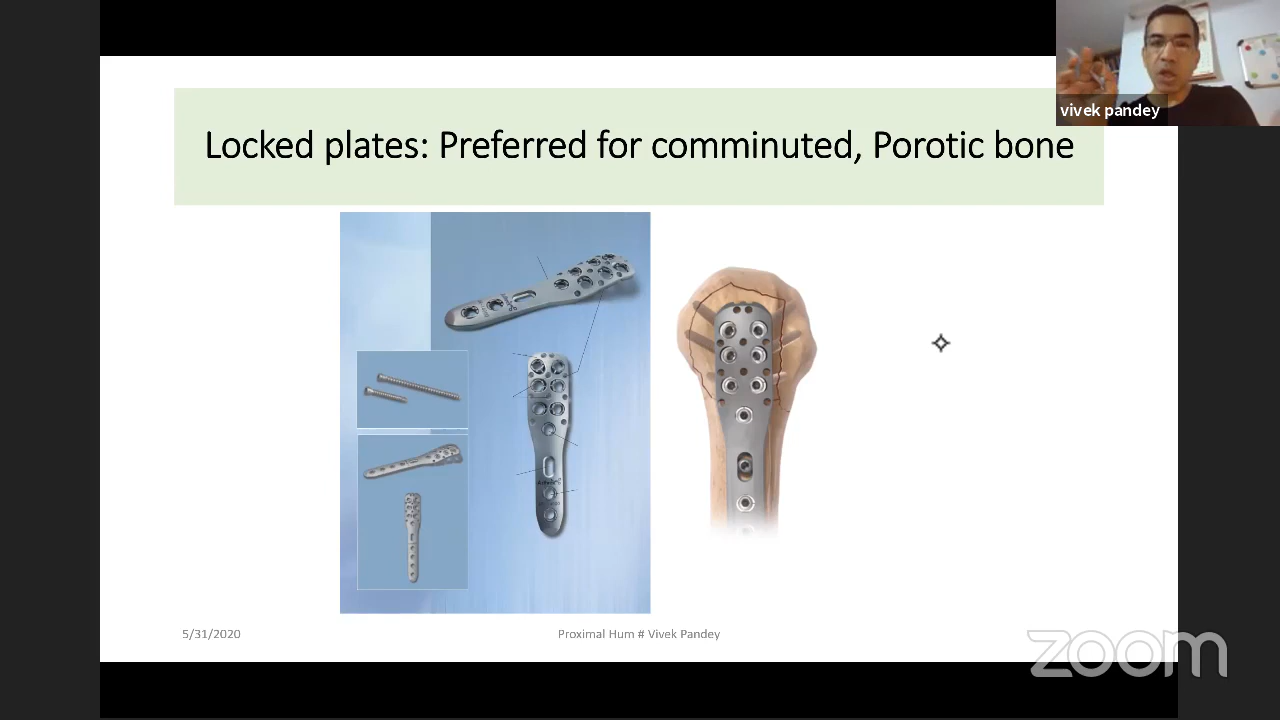 vivek pandey
Locked plates: Preferred for comminuted, Porotic bone
5/31/2020
Proximal Hum # Vivek Pandey
zoom